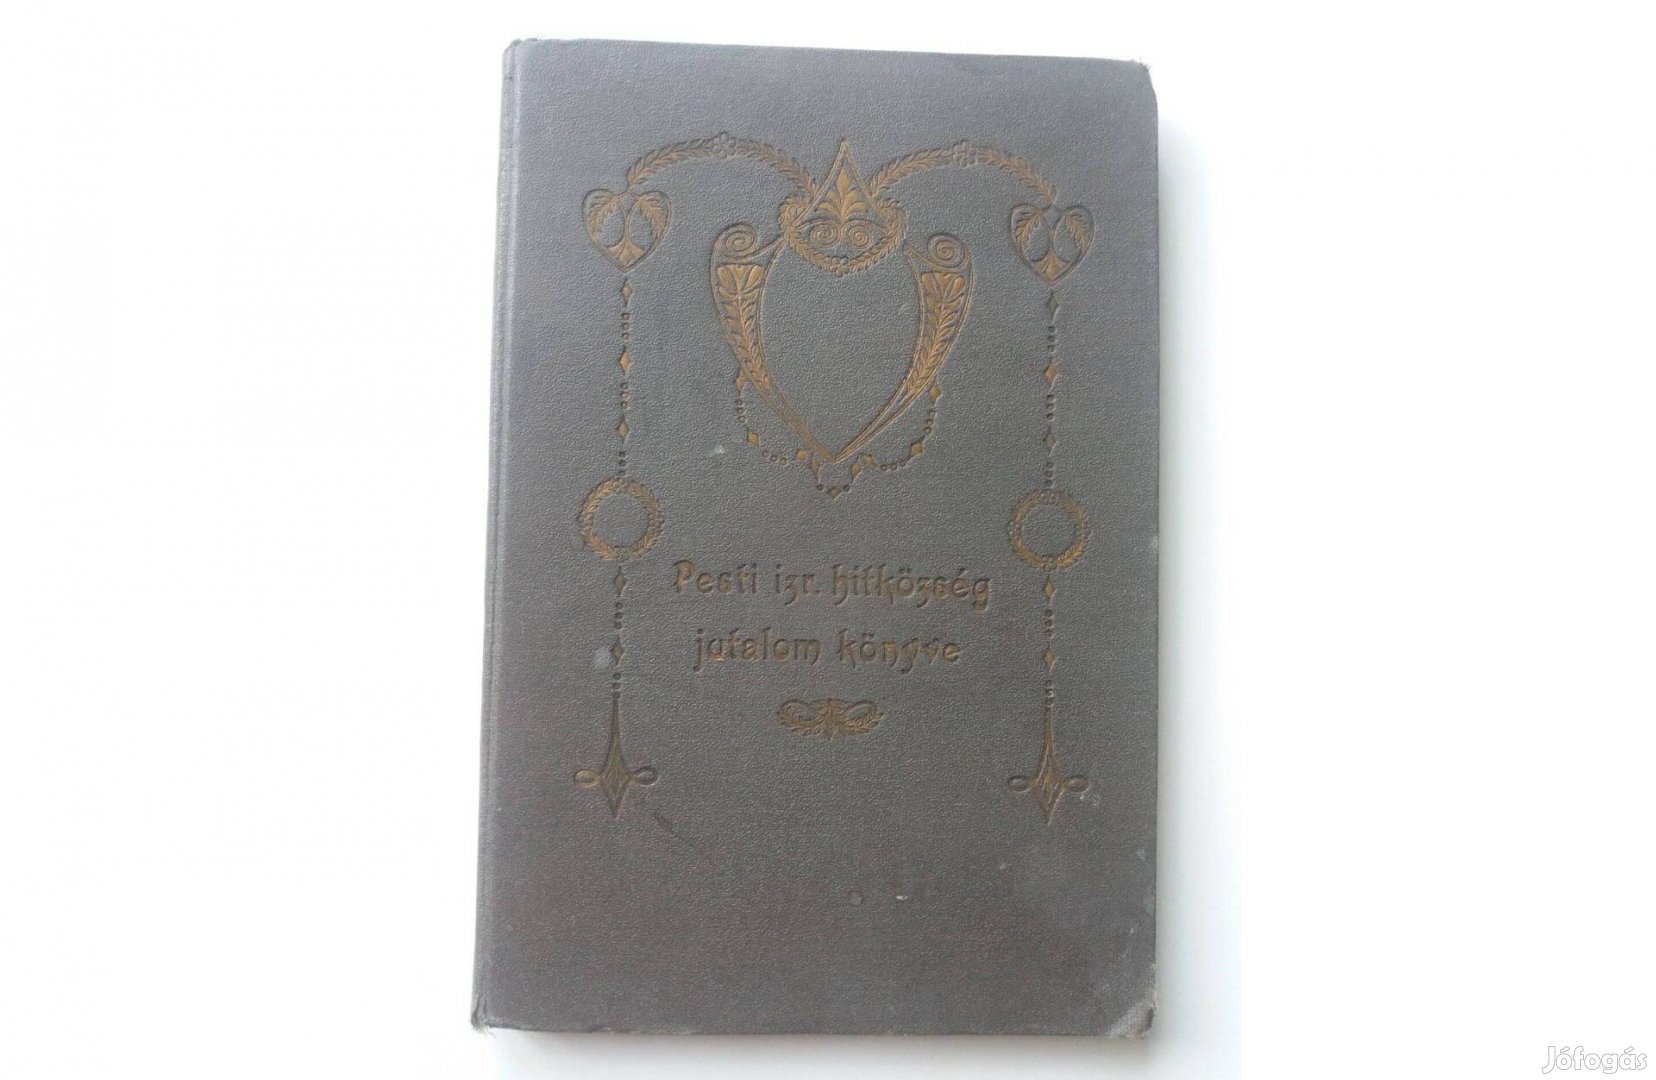 Pesti izr. hitközség
jutalom könyve
Jófogás